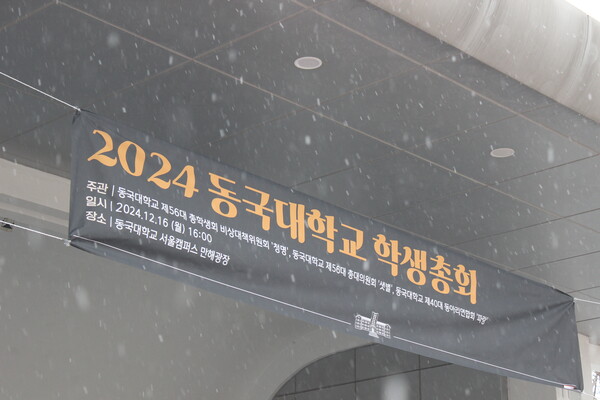 2024 동국대학교 학생총회
주관 | 동국대학교 제56대 총학생회 비상대책위원회 '청명', 동국대학교 제56대 총대의원회 '샛별', 동국대학교 제40대 동아리연합회
일시 | 2024.12.16 (월) 16:00
장소 | 동국대학교 서울캠퍼스 만해광장